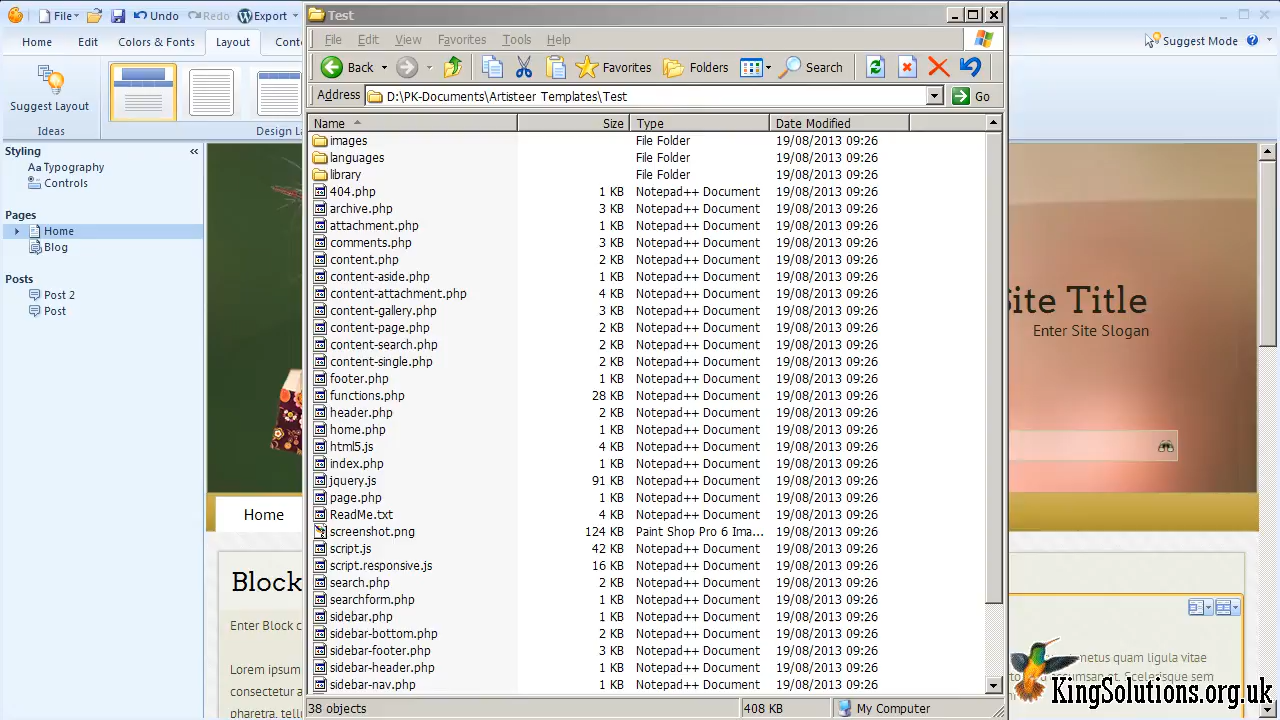 File Undo Redo Export
Home Edit Colors & Fonts Layout Cont
Suggest Mode
Suggest Layout
Ideas
Design La
Styling
Typography
Controls
Pages
Home
Blog
Posts
Post 2
Post
Test
File Edit View Favorites Tools Help
Back Favorites Folders Search
Address D:\PK-Documents\Artisteer Templates\Test Go
Name Size Type Date Modified
images File Folder 19/08/2013 09:26
languages File Folder 19/08/2013 09:26
library File Folder 19/08/2013 09:26
404.php 1 KB Notepad++ Document 19/08/2013 09:26
archive.php 3 KB Notepad++ Document 19/08/2013 09:26
attachment.php 1 KB Notepad++ Document 19/08/2013 09:26
comments.php 3 KB Notepad++ Document 19/08/2013 09:26
content.php 2 KB Notepad++ Document 19/08/2013 09:26
content-aside.php 1 KB Notepad++ Document 19/08/2013 09:26
content-attachment.php 4 KB Notepad++ Document 19/08/2013 09:26
content-gallery.php 3 KB Notepad++ Document 19/08/2013 09:26
content-page.php 2 KB Notepad++ Document 19/08/2013 09:26
content-search.php 2 KB Notepad++ Document 19/08/2013 09:26
content-single.php 2 KB Notepad++ Document 19/08/2013 09:26
footer.php 1 KB Notepad++ Document 19/08/2013 09:26
functions.php 28 KB Notepad++ Document 19/08/2013 09:26
header.php 2 KB Notepad++ Document 19/08/2013 09:26
home.php 1 KB Notepad++ Document 19/08/2013 09:26
html5.js 4 KB Notepad++ Document 19/08/2013 09:26
index.php 1 KB Notepad++ Document 19/08/2013 09:26
jquery.js 91 KB Notepad++ Document 19/08/2013 09:26
page.php 1 KB Notepad++ Document 19/08/2013 09:26
ReadMe.txt 4 KB Notepad++ Document 19/08/2013 09:26
screenshot.png 124 KB Paint Shop Pro 6 Ima... 19/08/2013 09:26
script.js 42 KB Notepad++ Document 19/08/2013 09:26
script.responsive.js 16 KB Notepad++ Document 19/08/2013 09:26
search.php 2 KB Notepad++ Document 19/08/2013 09:26
searchform.php 1 KB Notepad++ Document 19/08/2013 09:26
sidebar.php 1 KB Notepad++ Document 19/08/2013 09:26
sidebar-bottom.php 2 KB Notepad++ Document 19/08/2013 09:26
sidebar-footer.php 3 KB Notepad++ Document 19/08/2013 09:26
sidebar-header.php 1 KB Notepad++ Document 19/08/2013 09:26
sidebar-nav.php 1 KB Notepad++ Document 19/08/2013 09:26
38 objects 408 KB My Computer
Site Title
Enter Site Slogan
Home
Block
Enter Block c
Lorem ipsum
consectetur a
metus quam ligula vitae
Scelerisque sem
KingSolutions.org.uk